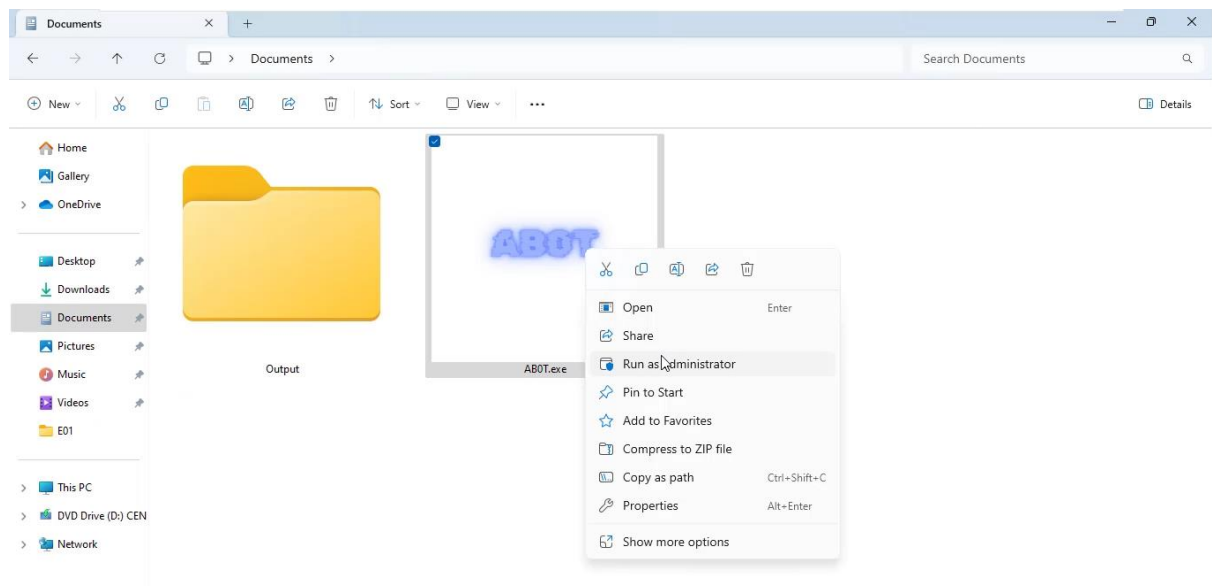 Documents
Documents
Search Documents
New
Sort
View
Details
Home
Gallery
OneDrive
Desktop
Downloads
Documents
Pictures
Music
Videos
E01
This PC
DVD Drive (D:) CEN
Network
Output
AB0T
AB0T.exe
Open Enter
Share
Run as administrator
Pin to Start
Add to Favorites
Compress to ZIP file
Copy as path Ctrl+Shift+C
Properties Alt+Enter
Show more options